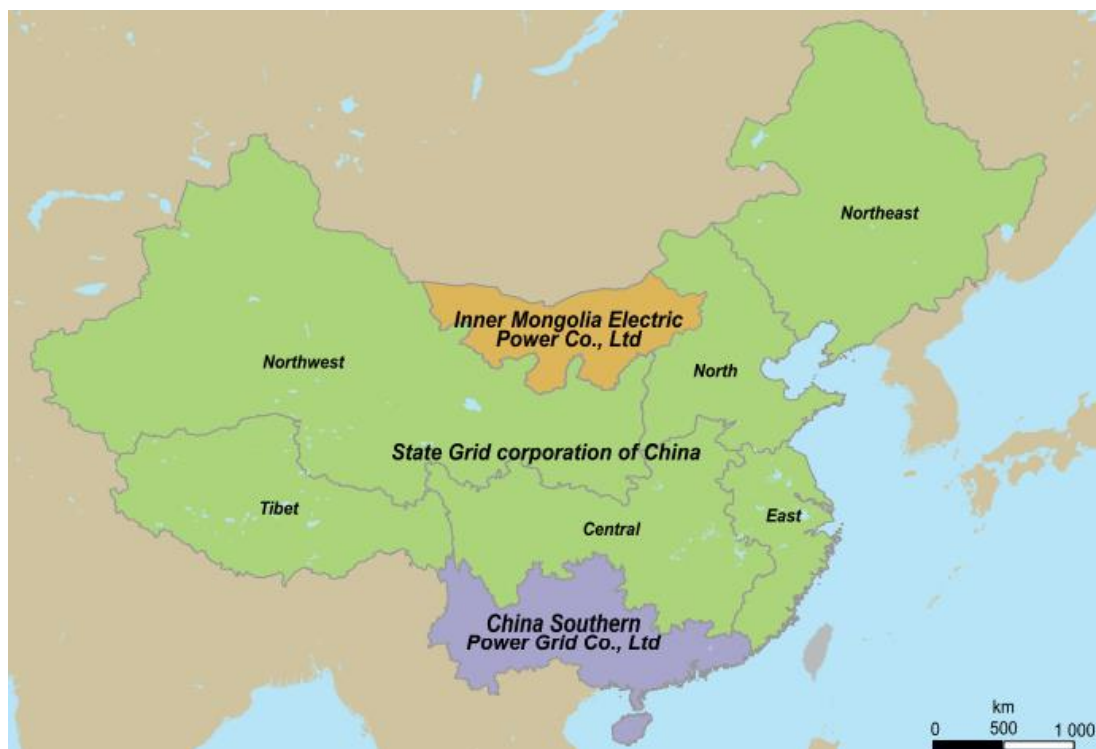 Northeast
Inner Mongolia Electric
Power Co., Ltd
Northwest
North
State Grid corporation of China
Tibet
East
Central
China Southern
Power Grid Co., Ltd
km
0 500 1 000